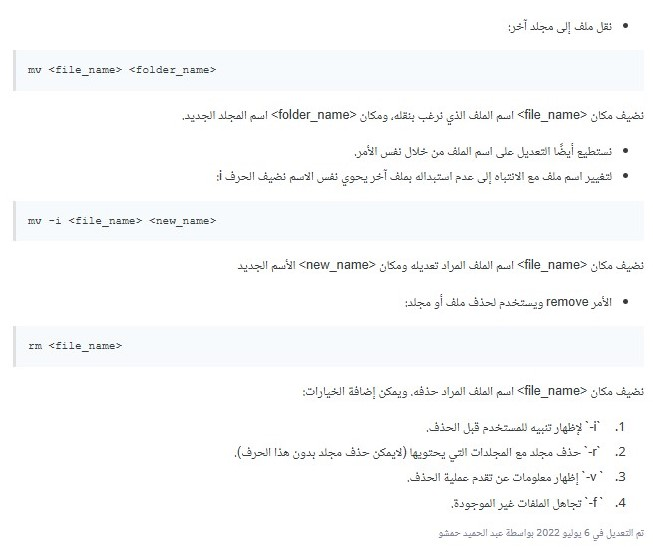 نقل ملف إلى مجلد آخر:
mv <file_name> <folder_name>
نضيف مكان <file_name> اسم الملف الذي نرغب بنقله، ومكان <folder_name> اسم المجلد الجديد.
نستطيع أيضًا التعديل على اسم الملف من خلال نفس الأمر.
لتغيير اسم ملف مع الانتباه إلى عدم استبداله بملف آخر يحوي نفس الاسم نضيف الحرف i:
mv -i <file_name> <new_name>
نضيف مكان <file_name> اسم الملف المراد تعديله ومكان <new_name> الأسم الجديد
الأمر remove ويستخدم لحذف ملف أو مجلد:
rm <file_name>
نضيف مكان <file_name> اسم الملف المراد حذفه. ويمكن إضافة الخيارات:
1. `-i` لإظهار تنبيه للمستخدم قبل الحذف.
2. `-r` حذف مجلد مع المجلدات التي يحتويها (لايمكن حذف مجلد بدون هذا الحرف).
3. `-v` إظهار معلومات عن تقدم عملية الحذف.
4. `-f` تجاهل الملفات غير الموجودة.
تم التعديل في 6 يوليو 2022 بواسطة عبد الحميد حمشو